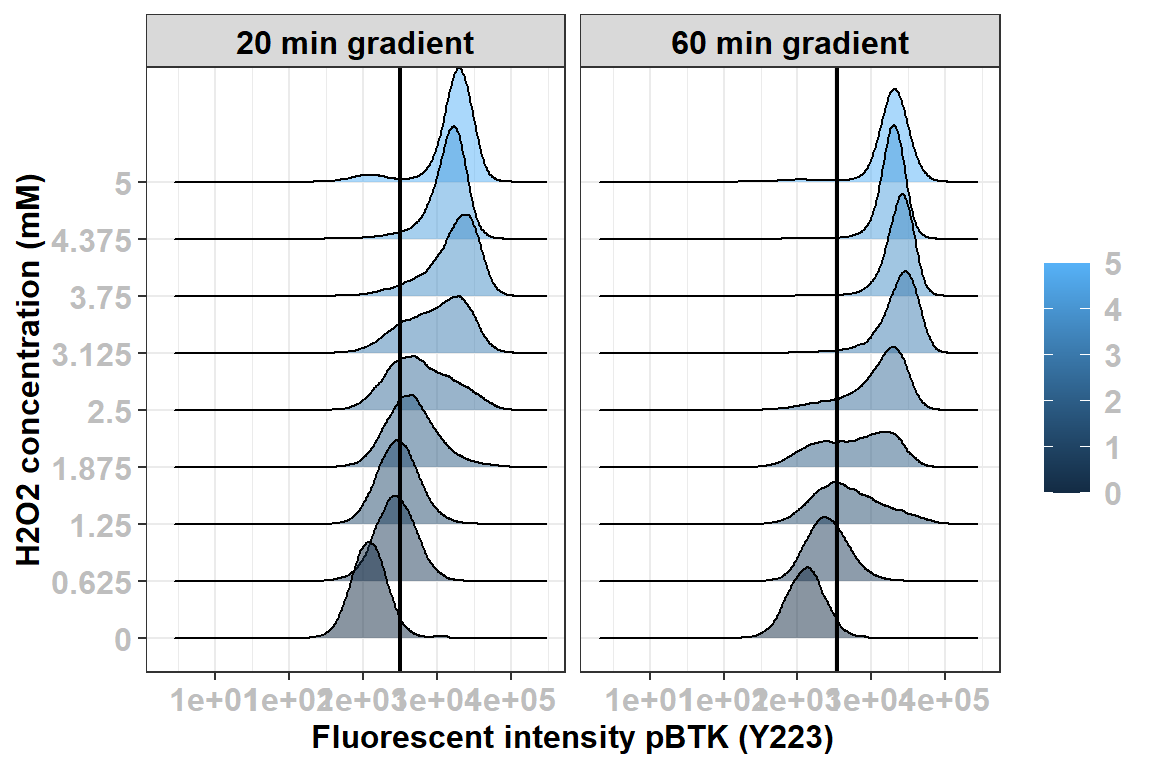 20 min gradient
60 min gradient
H2O2 concentration (mM)
5
4.375
3.75
3.125
2.5
1.875
1.25
0.625
0
1e+01 1e+02 1e+03 1e+04 1e+05
1e+01 1e+02 1e+03 1e+04 1e+05
Fluorescent intensity pBTK (Y223)
5
4
3
2
1
0